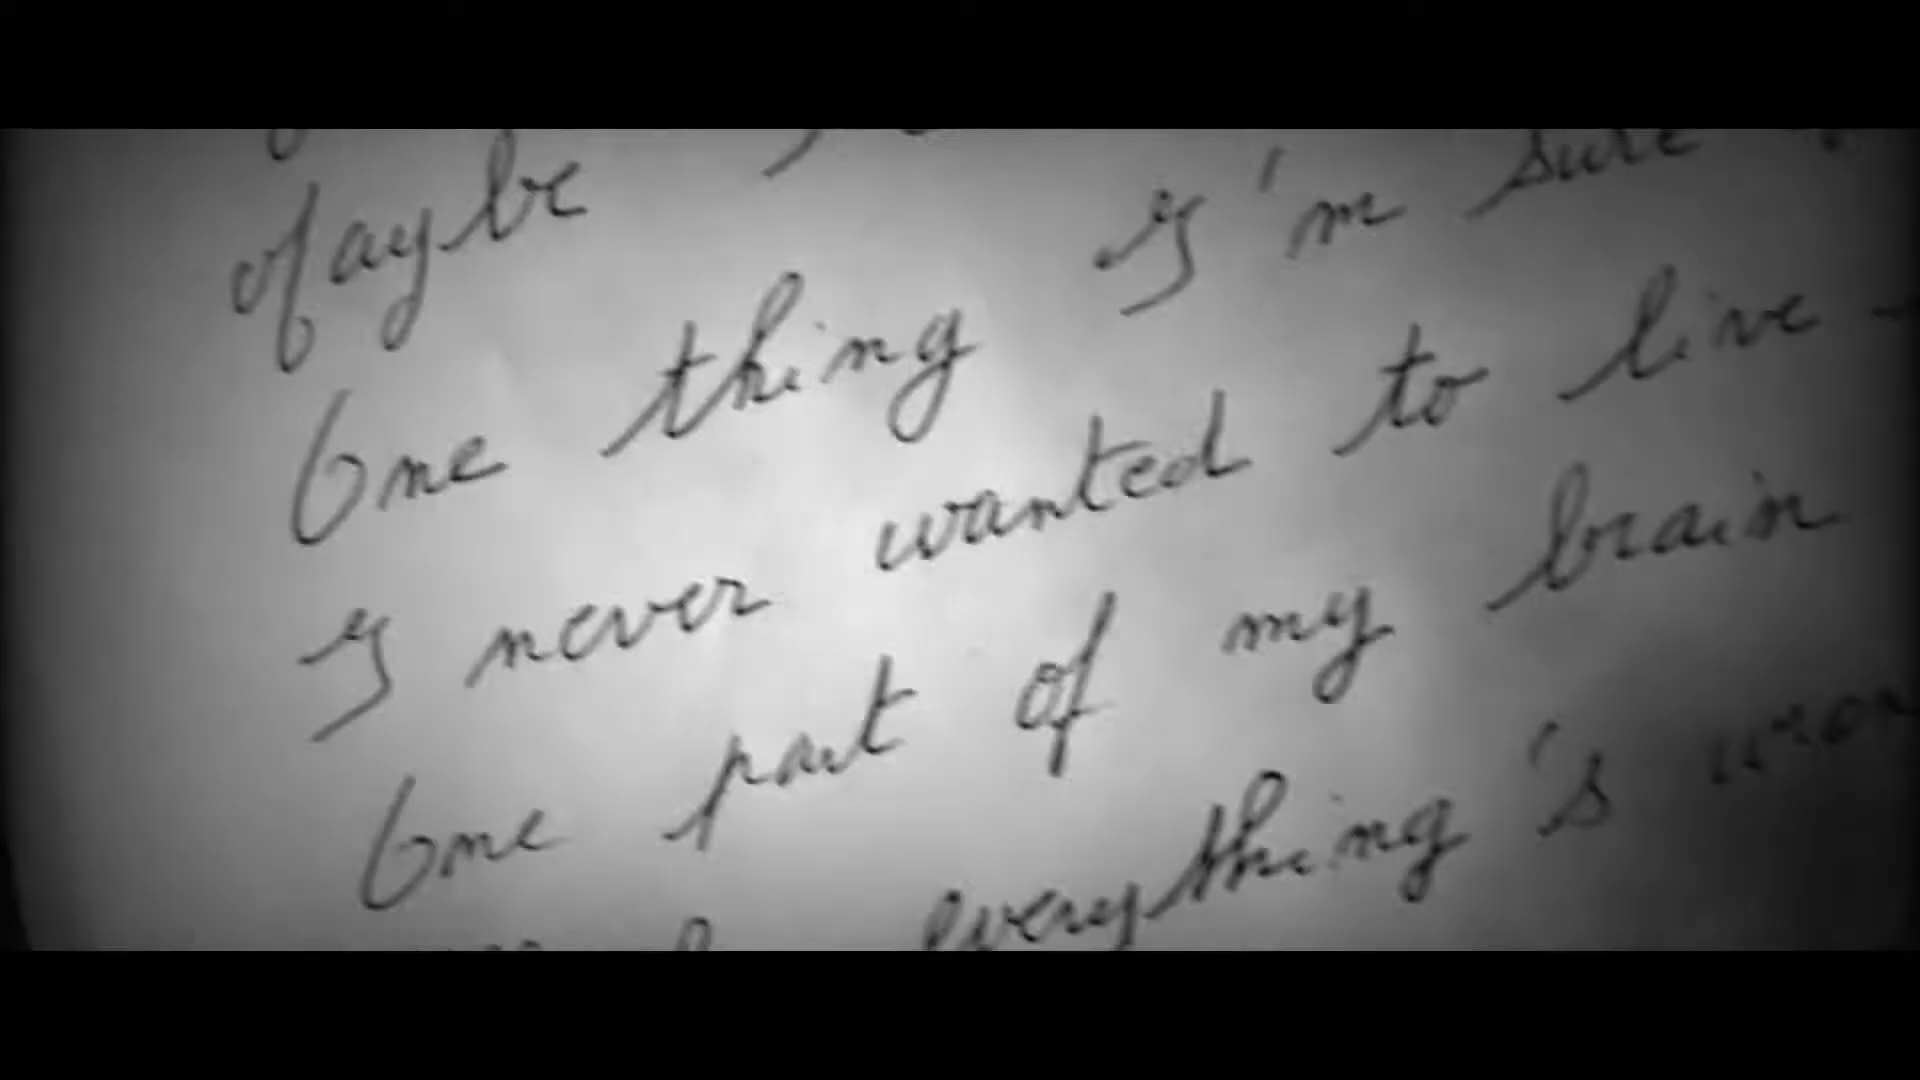 Maybe I
One thing I'm sure
I never wanted to live
One part of my brain
everything's